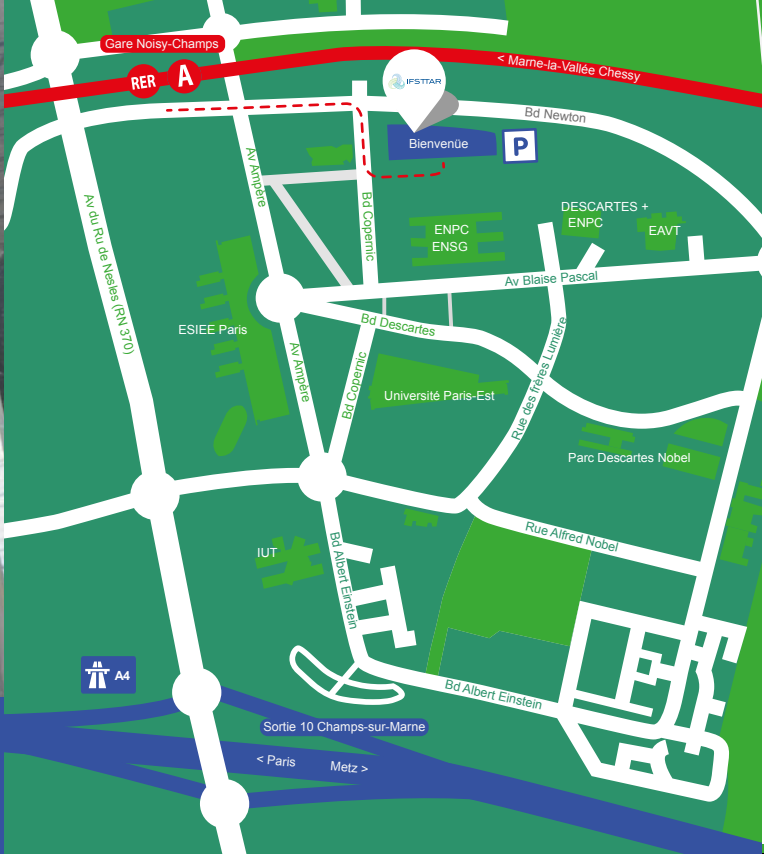 Gare Noisy-Champs
RER A
< Marne-la-Vallée Chessy
IFSTTAR
Bd Newton
Bienvenüe
P
Av Ampère
Av du Ru de Nesles (RN 370)
Bd Copernic
DESCARTES +
ENPC
EAVT
ENPC
ENSG
Av Blaise Pascal
ESIEE Paris
Bd Descartes
Av Ampère
Bd Copernic
Rue des frères Lumière
Université Paris-Est
Parc Descartes Nobel
Rue Alfred Nobel
IUT
Bd Albert Einstein
A4
Bd Albert Einstein
Sortie 10 Champs-sur-Marne
< Paris Metz >